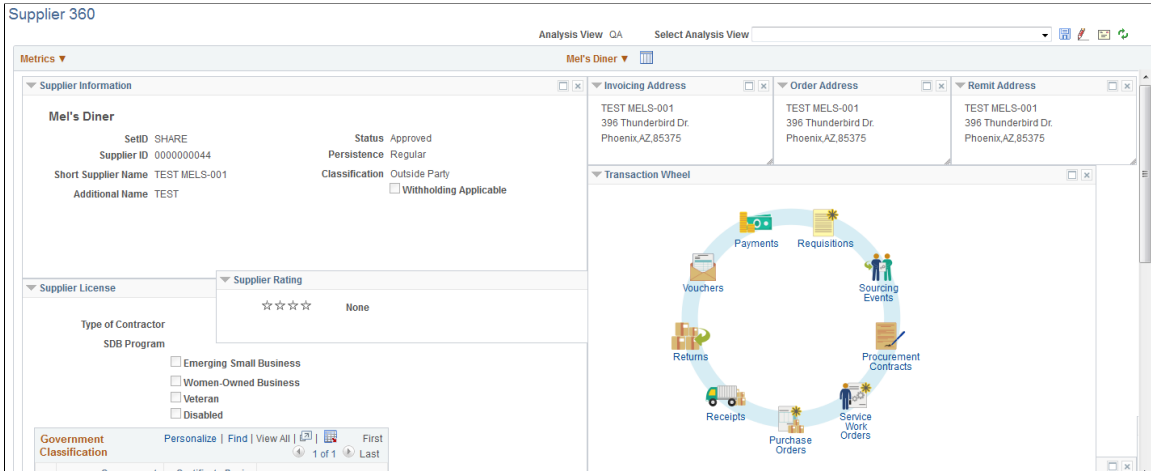 Supplier 360
Analysis View QA Select Analysis View
Metrics
Mel's Diner
Supplier Information
Mel's Diner
SetID SHARE
Supplier ID 0000000044
Short Supplier Name TEST MELS-001
Additional Name TEST
Status Approved
Persistence Regular
Classification Outside Party
Withholding Applicable
Invoicing Address
TEST MELS-001
396 Thunderbird Dr.
Phoenix,AZ,85375
Order Address
TEST MELS-001
396 Thunderbird Dr.
Phoenix,AZ,85375
Remit Address
TEST MELS-001
396 Thunderbird Dr.
Phoenix,AZ,85375
Transaction Wheel
Payments
Requisitions
Vouchers
Sourcing
Events
Returns
Procurement
Contracts
Receipts
Service
Work
Orders
Purchase
Orders
Supplier License
Supplier Rating
None
Type of Contractor
SDB Program
Emerging Small Business
Women-Owned Business
Veteran
Disabled
Government
Classification
Personalize | Find | View All | | First
1 of 1 Last